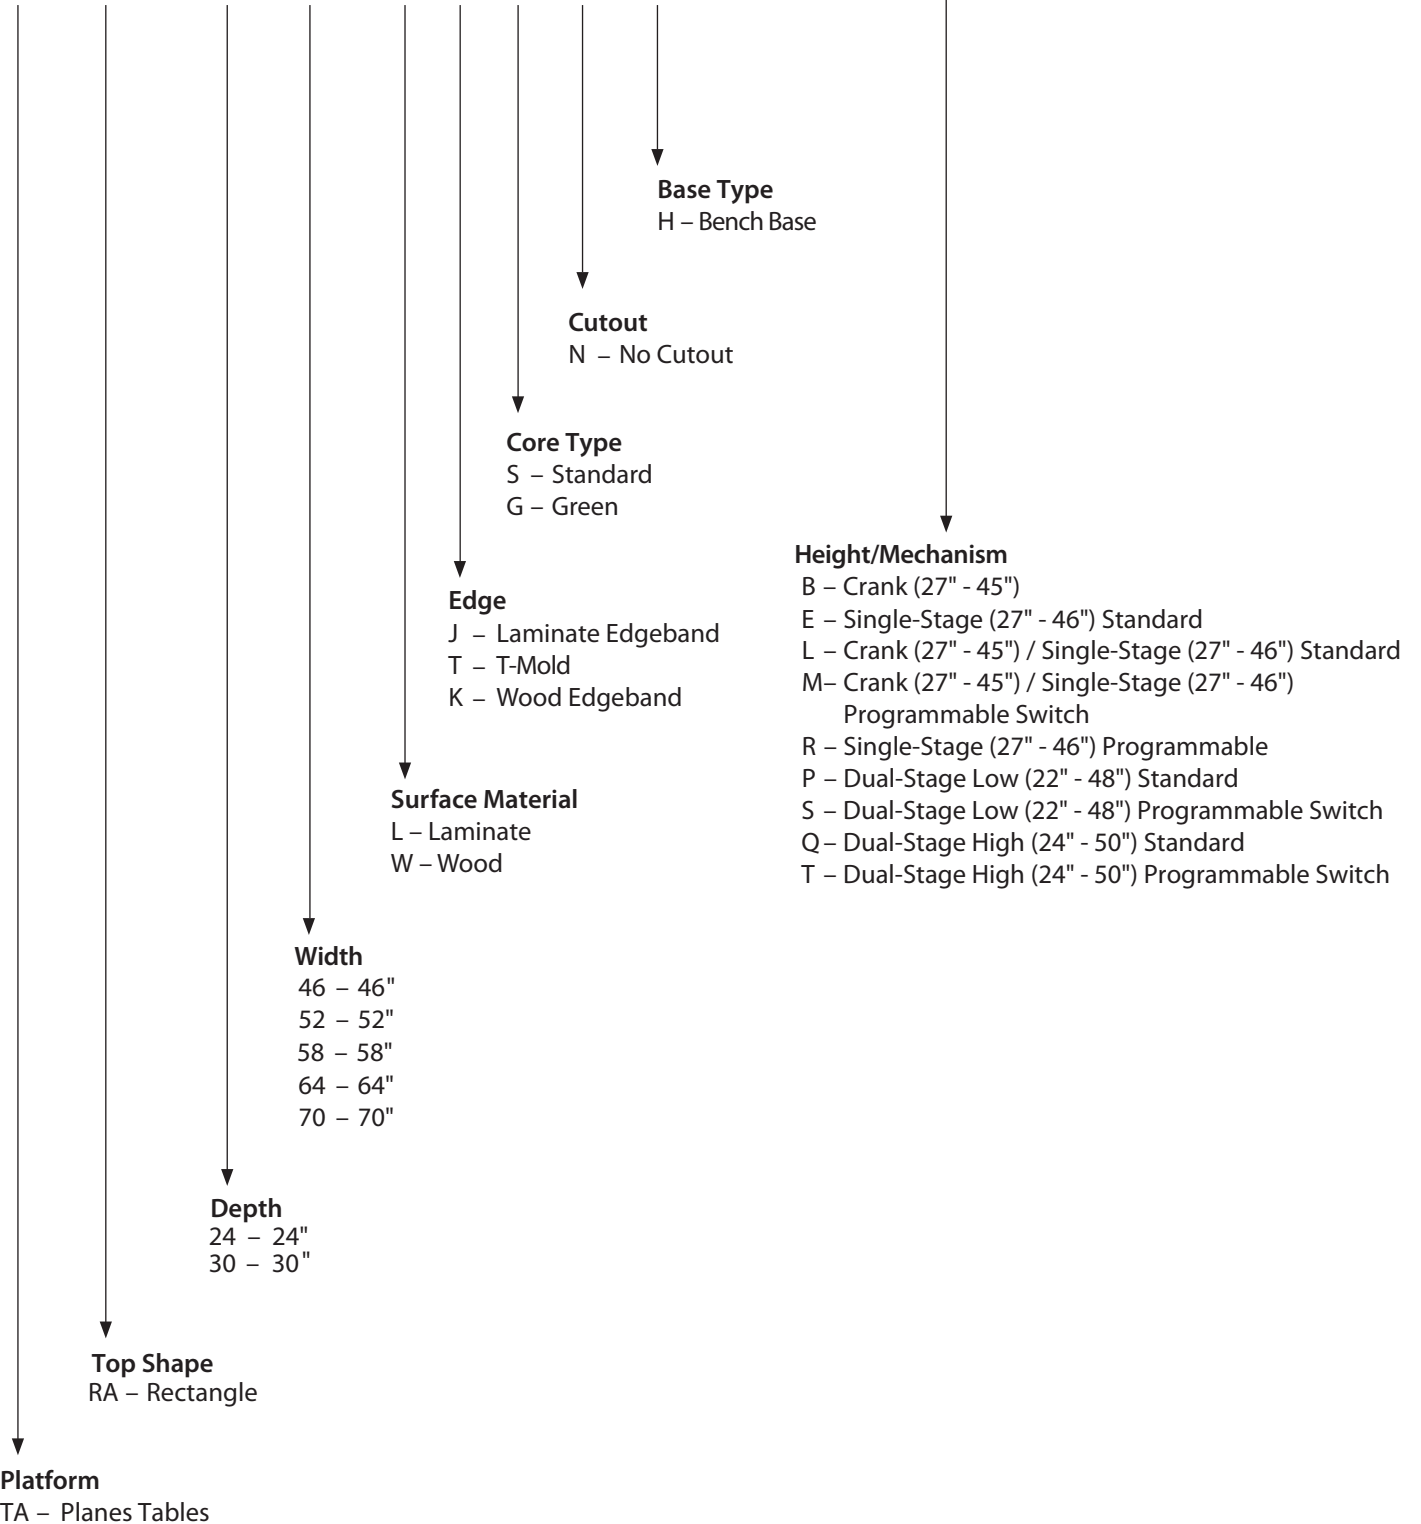 Base Type
H – Bench Base
Cutout
N – No Cutout
Core Type
S – Standard
G – Green
Edge
J – Laminate Edgeband
T – T-Mold
K – Wood Edgeband
Height/Mechanism
B – Crank (27" - 45")
E – Single-Stage (27" - 46") Standard
L – Crank (27" - 45") / Single-Stage (27" - 46") Standard
M– Crank (27" - 45") / Single-Stage (27" - 46")
Programmable Switch
R – Single-Stage (27" - 46") Programmable
P – Dual-Stage Low (22" - 48") Standard
S – Dual-Stage Low (22" - 48") Programmable Switch
Q – Dual-Stage High (24" - 50") Standard
T – Dual-Stage High (24" - 50") Programmable Switch
Surface Material
L – Laminate
W – Wood
Width
46 – 46"
52 – 52"
58 – 58"
64 – 64"
70 – 70"
Depth
24 – 24"
30 – 30"
Top Shape
RA – Rectangle
Platform
TA – Planes Tables